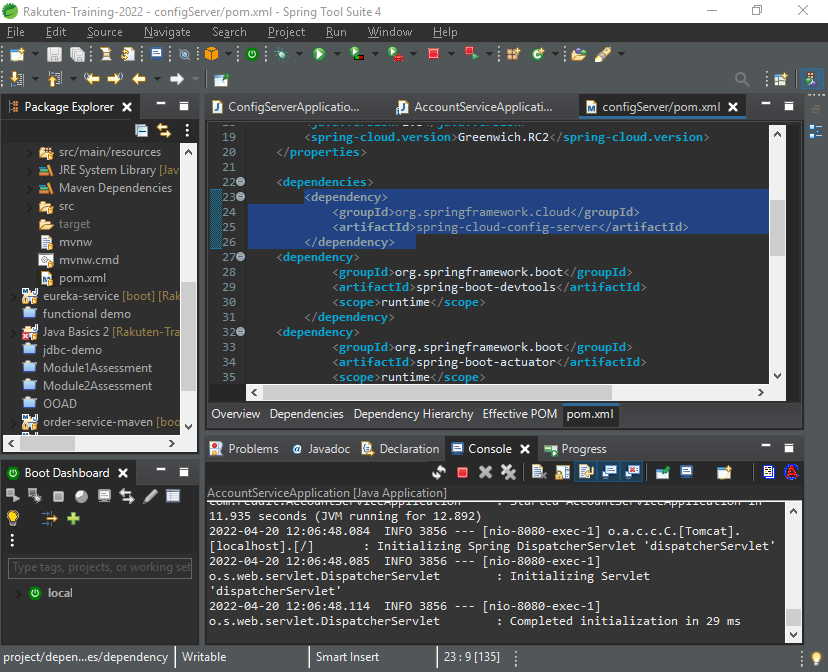 Rakuten-Training-2022 - configServer/pom.xml - Spring Tool Suite 4
File Edit Source Navigate Search Project Run Window Help
Package Explorer
src/main/resources
JRE System Library [Jav
Maven Dependencies
src
target
mvnw
mvnw.cmd
pom.xml
eureka-service [boot] [Rak
functional demo
Java Basics 2 [Rakuten-Tra
jdbc-demo
Module1Assessment
Module2Assessment
OOAD
order-service-maven [boo
Boot Dashboard
Type tags, projects, or working set
local
ConfigServerApplicatio... AccountServiceApplicati... configServer/pom.xml
19 <spring-cloud.version>Greenwich.RC2</spring-cloud.version>
20 </properties>
21
22 <dependencies>
23 <dependency>
24 <groupId>org.springframework.cloud</groupId>
25 <artifactId>spring-cloud-config-server</artifactId>
26 </dependency>
27 <dependency>
28 <groupId>org.springframework.boot</groupId>
29 <artifactId>spring-boot-devtools</artifactId>
30 <scope>runtime</scope>
31 </dependency>
32 <dependency>
33 <groupId>org.springframework.boot</groupId>
34 <artifactId>spring-boot-actuator</artifactId>
35 <scope>runtime</scope>
Overview Dependencies Dependency Hierarchy Effective POM pom.xml
Problems Javadoc Declaration Console Progress
AccountServiceApplication [Java Application]
11.935 seconds (JVM running for 12.892)
2022-04-20 12:06:48.084 INFO 3856 --- [nio-8080-exec-1] o.a.c.c.C.[Tomcat].
[localhost].[/] : Initializing Spring DispatcherServlet 'dispatcherServlet'
2022-04-20 12:06:48.085 INFO 3856 --- [nio-8080-exec-1]
o.s.web.servlet.DispatcherServlet : Initializing Servlet
'dispatcherServlet'
2022-04-20 12:06:48.114 INFO 3856 --- [nio-8080-exec-1]
o.s.web.servlet.DispatcherServlet : Completed initialization in 29 ms
project/depen...es/dependency Writable Smart Insert 23 : 9 [135]